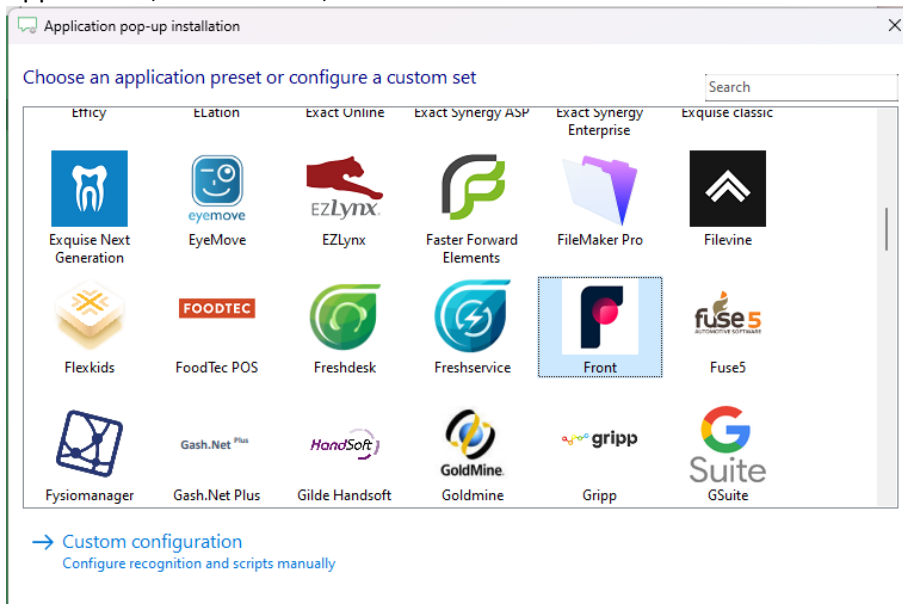 Application pop-up installation
Choose an application preset or configure a custom set
Search
Efficy
ELation
Exact Online
Exact Synergy ASP
Exact Synergy
Enterprise
Exquise classic
eyemove
EZLynx
Exquise Next
Generation
EyeMove
EZLynx
Faster Forward
Elements
FileMaker Pro
Filevine
FOODTEC
fuse 5
AUTOMOTIVE SOFTWARE
Flexkids
FoodTec POS
Freshdesk
Freshservice
Front
Fuse5
Gash.Net Plus
HandSoft
GoldMine
gripp
G
Suite
Fysiomanager
Gash.Net Plus
Gilde Handsoft
Goldmine
Gripp
GSuite
→ Custom configuration
Configure recognition and scripts manually